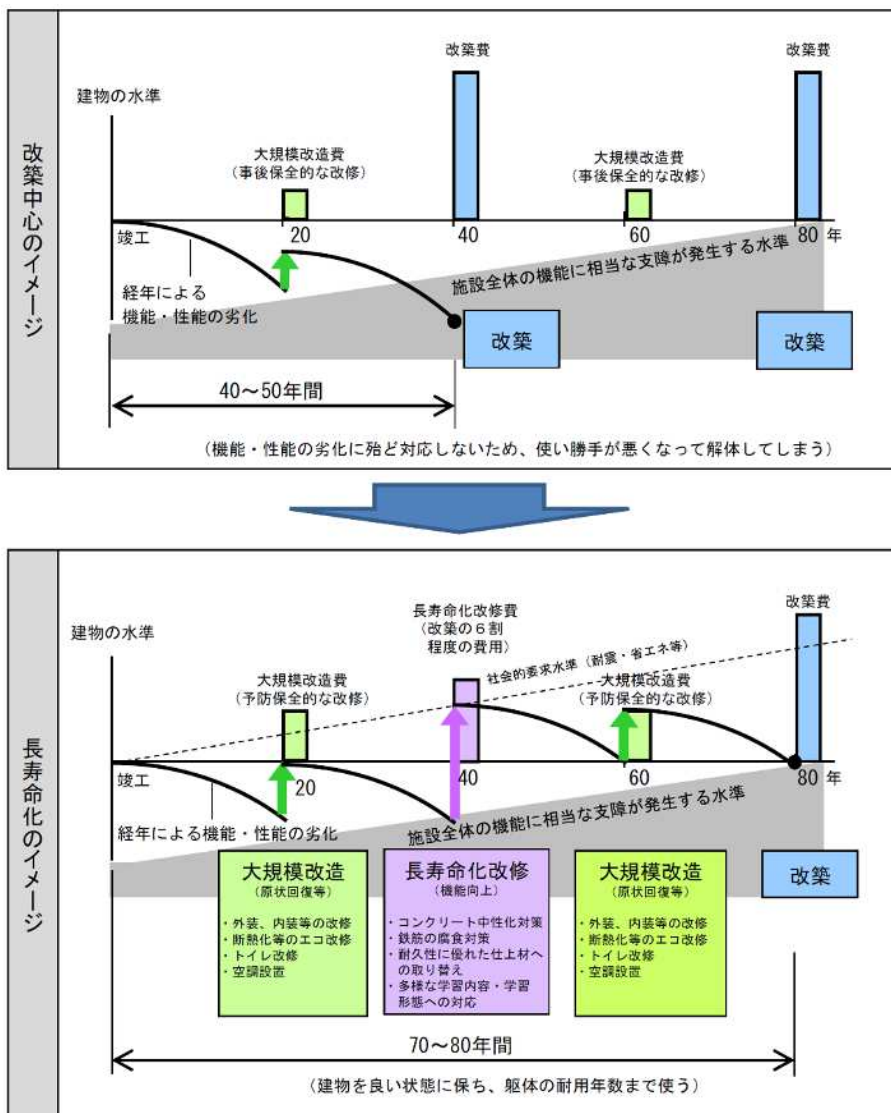 改築中心のイメージ
建物の水準
改築費
改築費
大規模改造費
（事後保全的な改修）
大規模改造費
（事後保全的な改修）
竣工
20
40
60
80 年
経年による
機能・性能の劣化
施設全体の機能に相当な支障が発生する水準
改築
改築
40～50年間
（機能・性能の劣化に殆ど対応しないため、使い勝手が悪くなって解体してしまう）
長寿命化のイメージ
建物の水準
長寿命化改修費
（改築の６割
程度の費用）
改築費
社会的要求水準（耐震・省エネ等）
大規模改造費
（予防保全的な改修）
大規模改造費
（予防保全的な改修）
竣工
20
40
60
80 年
経年による機能・性能の劣化
施設全体の機能に相当な支障が発生する水準
大規模改造
（原状回復等）
・外装、内装等の改修
・断熱化等のエコ改修
・トイレ改修
・空調設置
長寿命化改修
（機能向上）
・コンクリート中性化対策
・鉄筋の腐食対策
・耐久性に優れた仕上材へ
の取り替え
・多様な学習内容・学習
形態への対応
大規模改造
（原状回復等）
・外装、内装等の改修
・断熱化等のエコ改修
・トイレ改修
・空調設置
改築
70～80年間
（建物を良い状態に保ち、躯体の耐用年数まで使う）